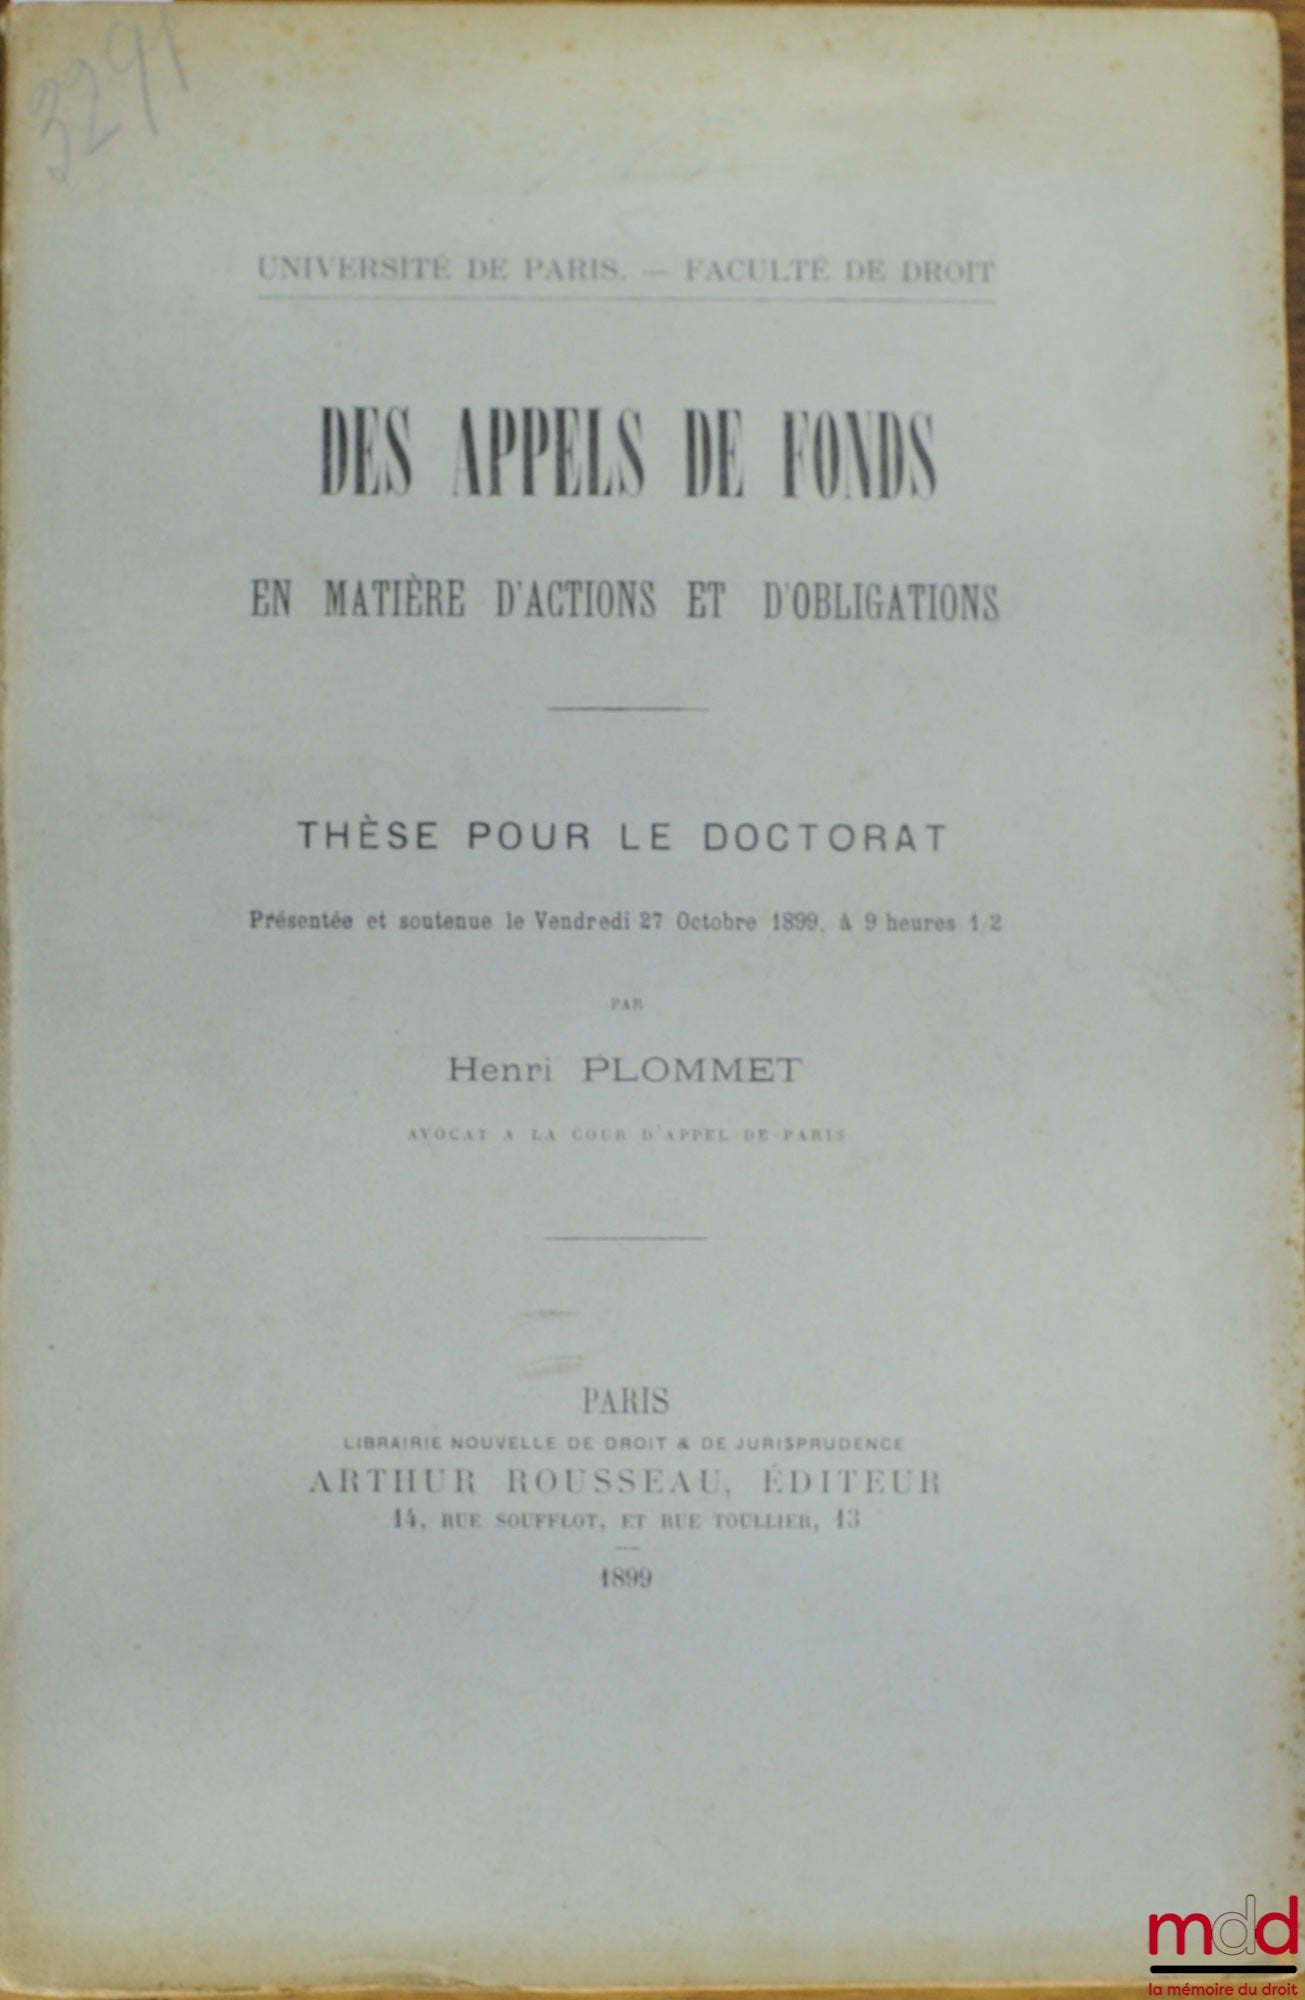 3291
UNIVERSITÉ DE PARIS. — FACULTÉ DE DROIT
DES APPELS DE FONDS
EN MATIÈRE D'ACTIONS ET D'OBLIGATIONS
THÈSE POUR LE DOCTORAT
Présentée et soutenue le Vendredi 27 Octobre 1899, à 9 heures 1/2
PAR
Henri PLOMMET
AVOCAT A LA COUR D'APPEL DE PARIS
PARIS
LIBRAIRIE NOUVELLE DE DROIT & DE JURISPRUDENCE
ARTHUR ROUSSEAU, ÉDITEUR
14, RUE SOUFFLOT, ET RUE TOULLIER, 13
1899
mdd
la mémoire du droit